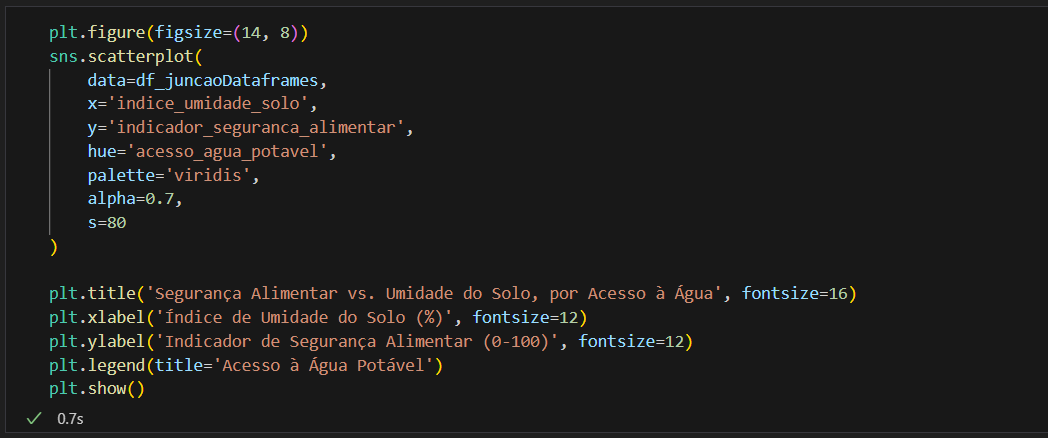 plt.figure(figsize=(14, 8))
sns.scatterplot(
    data=df_juncaoDataframes,
    x='indice_umidade_solo',
    y='indicador_seguranca_alimentar',
    hue='acesso_agua_potavel',
    palette='viridis',
    alpha=0.7,
    s=80
)
plt.title('Segurança Alimentar vs. Umidade do Solo, por Acesso à Água', fontsize=16)
plt.xlabel('Índice de Umidade do Solo (%)', fontsize=12)
plt.ylabel('Indicador de Segurança Alimentar (0-100)', fontsize=12)
plt.legend(title='Acesso à Água Potável')
plt.show()
0.7s